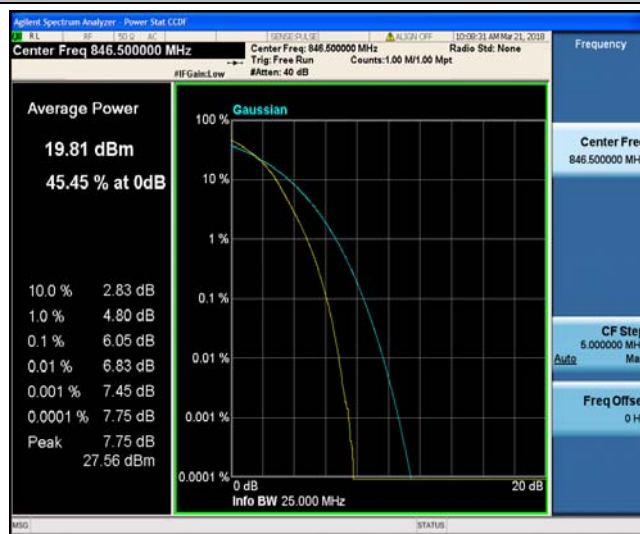 Agilent Spectrum Analyzer - Power Stat CCDF
RL RF 50 Ω AC SENSE:PULSE ALIGN OFF 10:08:31 AM Mar 21, 2018
Center Freq 846.500000 MHz
Center Freq: 846.500000 MHz Radio Std: None
Trig: Free Run Counts:1.00 M/1.00 Mpt
#IFGain:Low #Atten: 40 dB
Frequency
Average Power
19.81 dBm
45.45 % at 0dB
10.0 % 2.83 dB
1.0 % 4.80 dB
0.1 % 6.05 dB
0.01 % 6.83 dB
0.001 % 7.45 dB
0.0001 % 7.75 dB
Peak 7.75 dB
27.56 dBm
Gaussian
100 %
10 %
1 %
0.1 %
0.01 %
0.001 %
0.0001 %
0 dB 20 dB
Info BW 25.000 MHz
Center Fre
846.500000 MH
CF Step
5.000000 MH
Auto Ma
Freq Offse
0 H
MSG STATUS